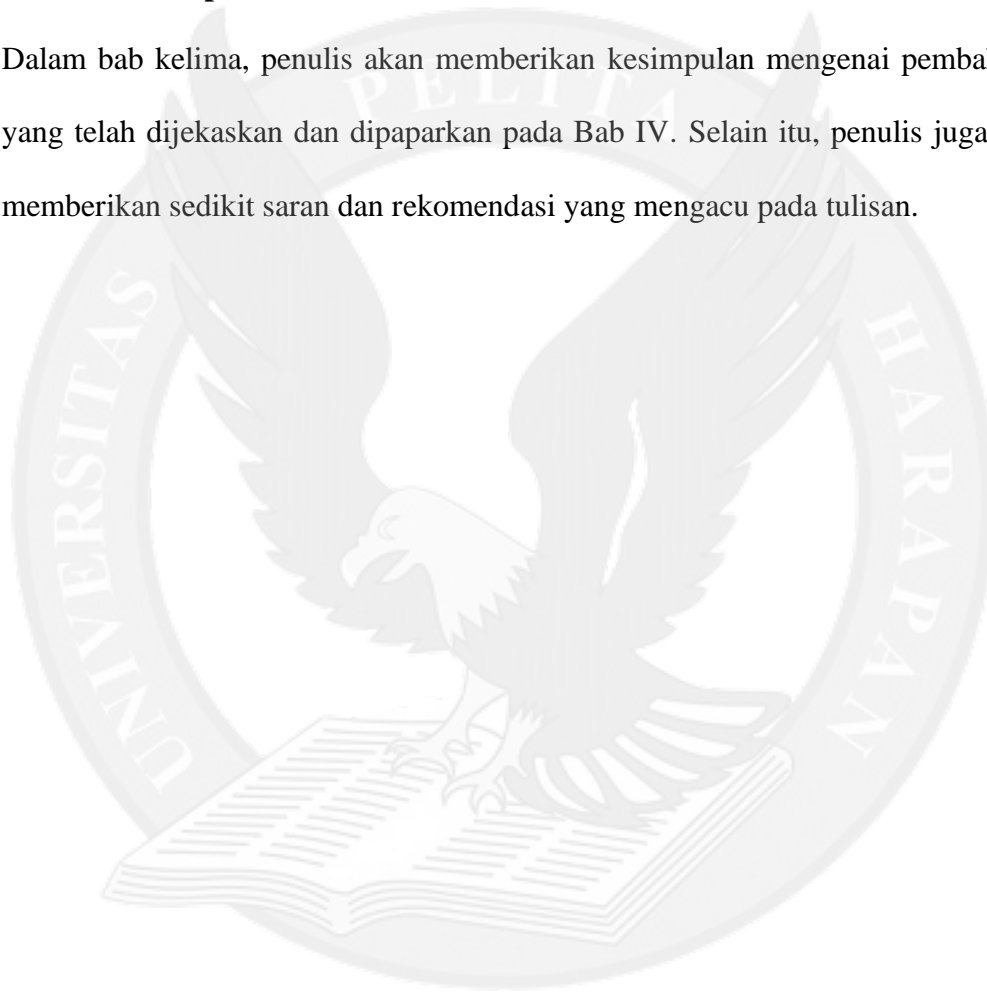 Dalam bab kelima, penulis akan memberikan kesimpulan mengenai
yang telah dijekaskan dan dipaparkan pada Bab IV. Selain itu, penulis juga
memberikan sedikit saran dan rekomendasi yang mengacu pada tulisan.
UNIVERSITAS PELITA HARAPAN